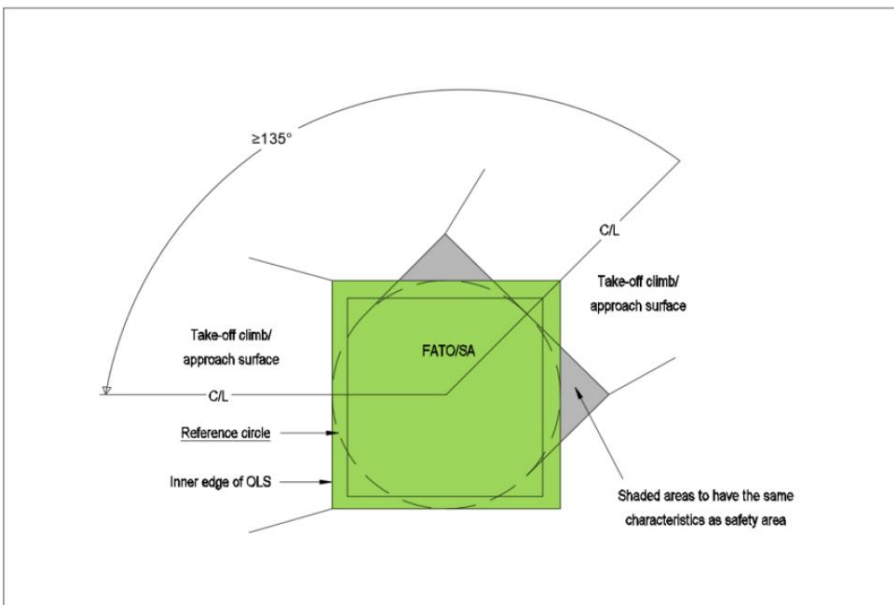 ≥135°
C/L
Take-off climb/
approach surface
Take-off climb/
approach surface
FATO/SA
C/L
Reference circle
Inner edge of OLS
Shaded areas to have the same
characteristics as safety area